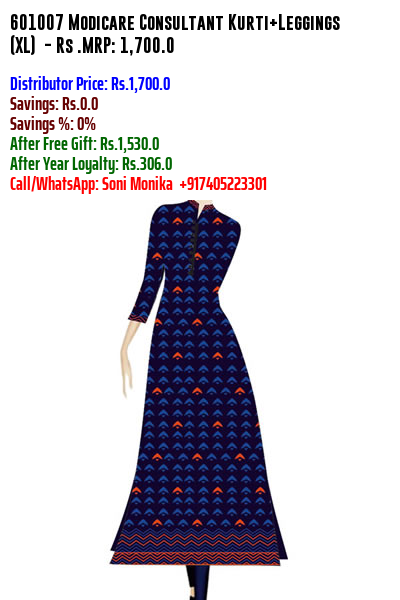 601007 Modicare Consultant Kurti+Leggings
(XL) - Rs .MRP: 1,700.0
Distributor Price: Rs.1,700.0
Savings: Rs.0.0
Savings %: 0%
After Free Gift: Rs.1,530.0
After Year Loyalty: Rs.306.0
Call/WhatsApp: Soni Monika +917405223301